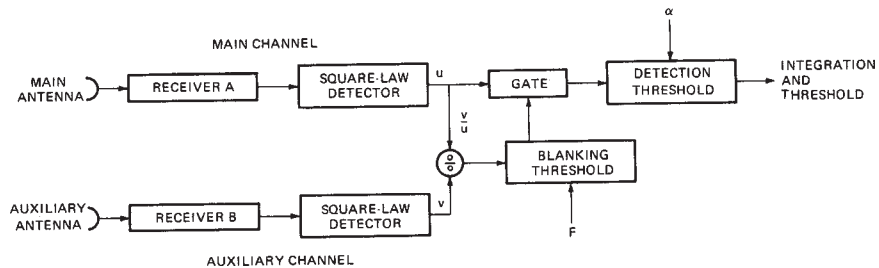 MAIN CHANNEL
α
MAIN
ANTENNA
RECEIVER A
SQUARE-LAW
DETECTOR
u
GATE
DETECTION
THRESHOLD
INTEGRATION
AND
THRESHOLD
v
u
o
o
BLANKING
THRESHOLD
AUXILIARY
ANTENNA
RECEIVER B
SQUARE-LAW
DETECTOR
v
F
AUXILIARY CHANNEL